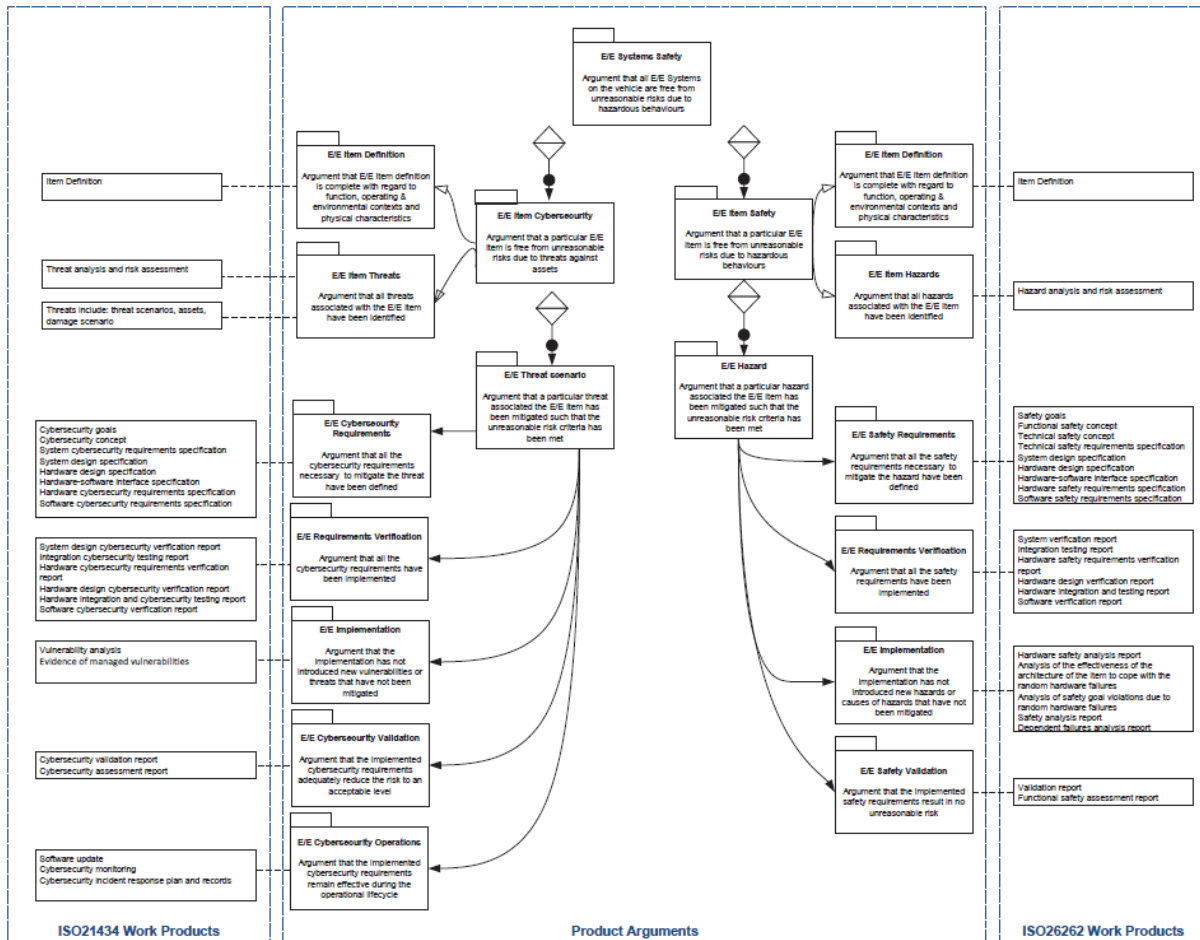 E/E Systems Safety
Argument that all E/E Systems
on the vehicle are free from
unreasonable risks due to
hazardous behaviours
Item Definition
Threat analysis and risk assessment
Threats include: threat scenarios, assets,
damage scenario
Cybersecurity goals
Cybersecurity concept
System cybersecurity requirements specification
System design specification
Hardware design specification
Hardware-software interface specification
Hardware cybersecurity requirements specification
Software cybersecurity requirements specification
System design cybersecurity verification report
Integration cybersecurity testing report
Hardware cybersecurity requirements verification
report
Hardware design cybersecurity verification report
Hardware integration and cybersecurity testing report
Software cybersecurity verification report
Vulnerability analysis
Evidence of managed vulnerabilities
Cybersecurity validation report
Cybersecurity assessment report
Software update
Cybersecurity monitoring
Cybersecurity incident response plan and records
ISO21434 Work Products
E/E Item Definition
Argument that E/E Item definition
is complete with regard to
function, operating &
environmental contexts and
physical characteristics
E/E Item Threats
Argument that all threats
associated with the E/E Item
have been identified
E/E Cybersecurity
Requirements
Argument that all the
cybersecurity requirements
necessary to mitigate the threat
have been defined
E/E Requirements Verification
Argument that all the
cybersecurity requirements have
been implemented
E/E Implementation
Argument that the
implementation has not
introduced new vulnerabilities or
threats that have not been
mitigated
E/E Cybersecurity Validation
Argument that the implemented
cybersecurity requirements
adequately reduce the risk to an
acceptable level
E/E Cybersecurity Operations
Argument that the implemented
cybersecurity requirements
remain effective during the
operational lifecycle
E/E Item Cybersecurity
Argument that a particular E/E
Item is free from unreasonable
risks due to threats against
assets
E/E Threat scenario
Argument that a particular threat
associated the E/E Item has
been mitigated such that the
unreasonable risk criteria has
been met
E/E Item Safety
Argument that a particular E/E
Item is free from unreasonable
risks due to hazardous
behaviours
E/E Hazard
Argument that a particular hazard
associated the E/E Item has been
mitigated such that the
unreasonable risk criteria has
been met
E/E Item Definition
Argument that E/E Item definition
is complete with regard to
function, operating &
environmental contexts and
physical characteristics
E/E Item Hazards
Argument that all hazards
associated with the E/E Item
have been identified
E/E Safety Requirements
Argument that all the safety
requirements necessary to
mitigate the hazard have been
defined
E/E Requirements Verification
Argument that all the safety
requirements have been
implemented
E/E Implementation
Argument that the
implementation has not
introduced new hazards or
causes of hazards that have not
been mitigated
E/E Safety Validation
Argument that the implemented
safety requirements result in no
unreasonable risk
Product Arguments
Item Definition
Hazard analysis and risk assessment
Safety goals
Functional safety concept
Technical safety concept
Technical safety requirements specification
System design specification
Hardware design specification
Hardware-software interface specification
Hardware safety requirements specification
Software safety requirements specification
System verification report
Integration testing report
Hardware safety requirements verification
report
Hardware design verification report
Hardware integration and testing report
Software verification report
Hardware safety analysis report
Analysis of the effectiveness of the
architecture of the item to cope with the
random hardware failures
Analysis of safety goal violations due to
random hardware failures
Safety analysis report
Dependent failures analysis report
Validation report
Functional safety assessment report
ISO26262 Work Products